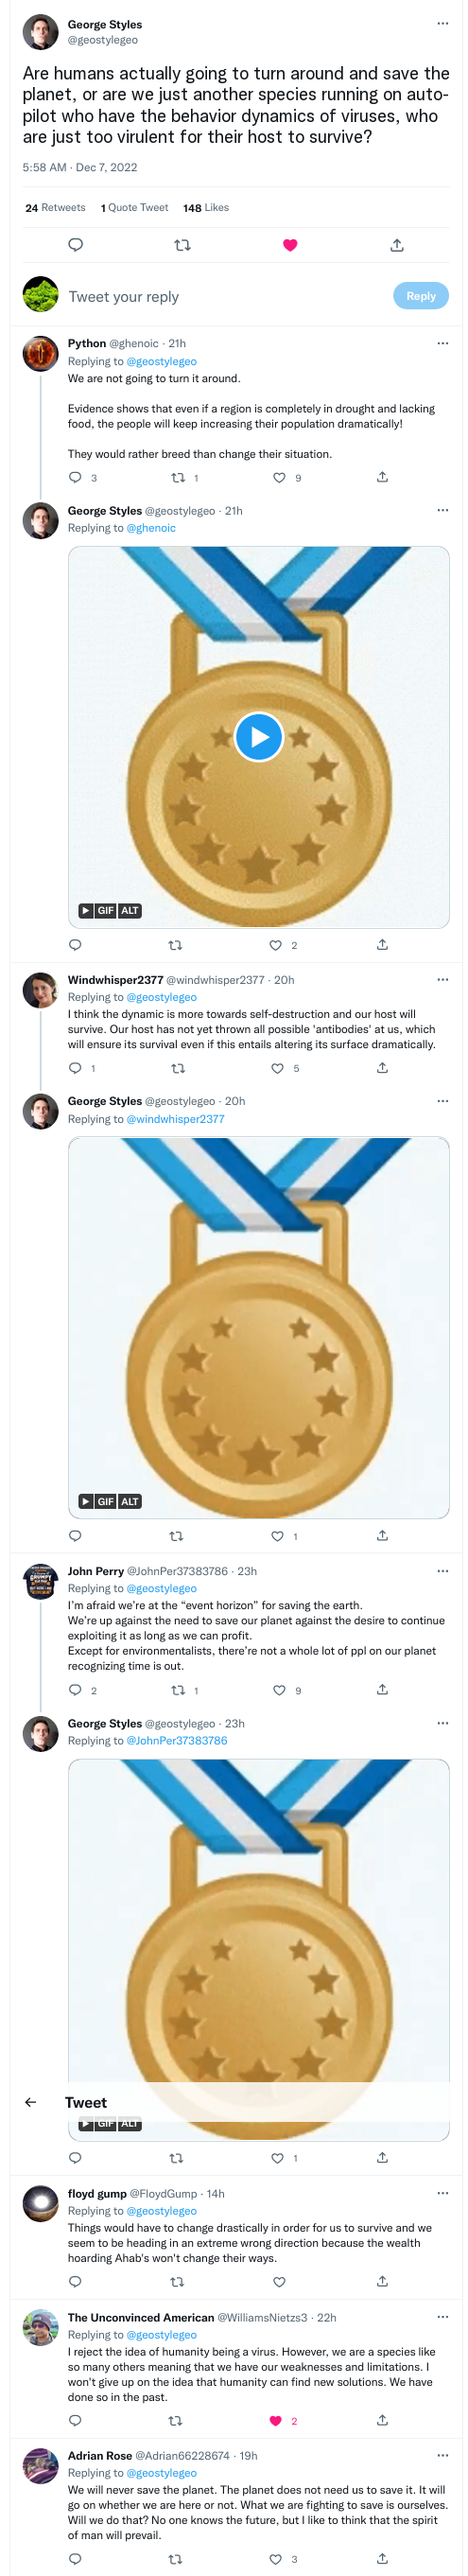 George Styles
@geostylegeo
Are humans actually going to turn around and save the
planet, or are we just another species running on auto-
pilot who have the behavior dynamics of viruses, who
are just too virulent for their host to survive?
5:58 AM · Dec 7, 2022
24 Retweets 1 Quote Tweet 148 Likes
Tweet your reply
Reply
Python @ghenoic · 21h
Replying to @geostylegeo
We are not going to turn it around.
Evidence shows that even if a region is completely in drought and lacking
food, the people will keep increasing their population dramatically!
They would rather breed than change their situation.
3 1 9
George Styles @geostylegeo · 21h
Replying to @ghenoic
GIF ALT
2
Windwhisper2377 @windwhisper2377 · 20h
Replying to @geostylegeo
I think the dynamic is more towards self-destruction and our host will
survive. Our host has not yet thrown all possible 'antibodies' at us, which
will ensure its survival even if this entails altering its surface dramatically.
1 5
George Styles @geostylegeo · 20h
Replying to @windwhisper2377
GIF ALT
1
John Perry @JohnPer37383786 · 23h
Replying to @geostylegeo
I'm afraid we're at the “event horizon” for saving the earth.
We're up against the need to save our planet against the desire to continue
exploiting it as long as we can profit.
Except for environmentalists, there're not a whole lot of ppl on our planet
recognizing time is out.
2 1 9
George Styles @geostylegeo · 23h
Replying to @JohnPer37383786
Tweet
GIF ALT
1
floyd gump @FloydGump · 14h
Replying to @geostylegeo
Things would have to change drastically in order for us to survive and we
seem to be heading in an extreme wrong direction because the wealth
hoarding Ahab's won't change their ways.
The Unconvinced American @WilliamsNietzs3 · 22h
Replying to @geostylegeo
I reject the idea of humanity being a virus. However, we are a species like
so many others meaning that we have our weaknesses and limitations. I
won't give up on the idea that humanity can find new solutions. We have
done so in the past.
2
Adrian Rose @Adrian66228674 · 19h
Replying to @geostylegeo
We will never save the planet. The planet does not need us to save it. It will
go on whether we are here or not. What we are fighting to save is ourselves.
Will we do that? No one knows the future, but I like to think that the spirit
of man will prevail.
3